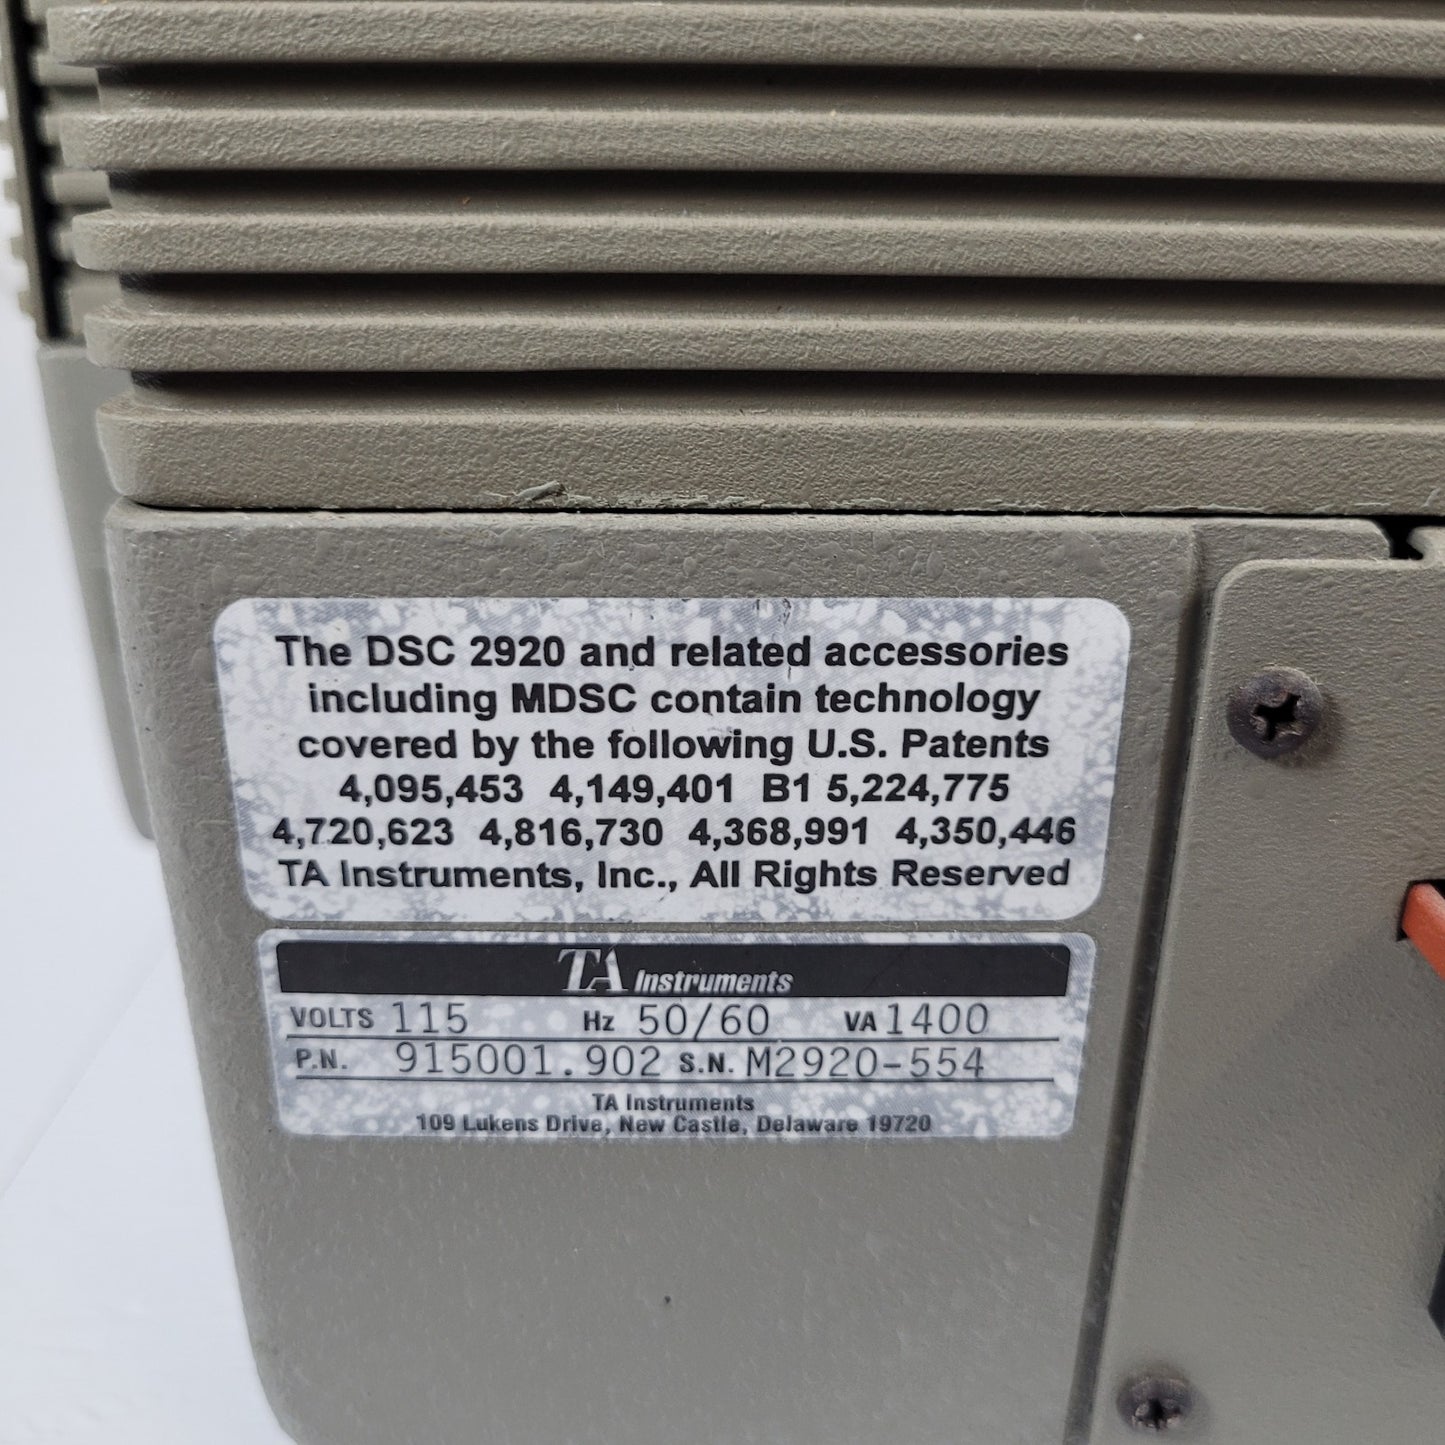 The DSC 2920 and related accessories
including MDSC contain technology
covered by the following U.S. Patents
4,095,453 4,149,401 B1 5,224,775
4,720,623 4,816,730 4,368,991 4,350,446
TA Instruments, Inc., All Rights Reserved
TA Instruments
VOLTS 115 Hz 50/60 VA 1400
P.N. 915001.902 S.N. M2920-554
TA Instruments
109 Lukens Drive, New Castle, Delaware 19720